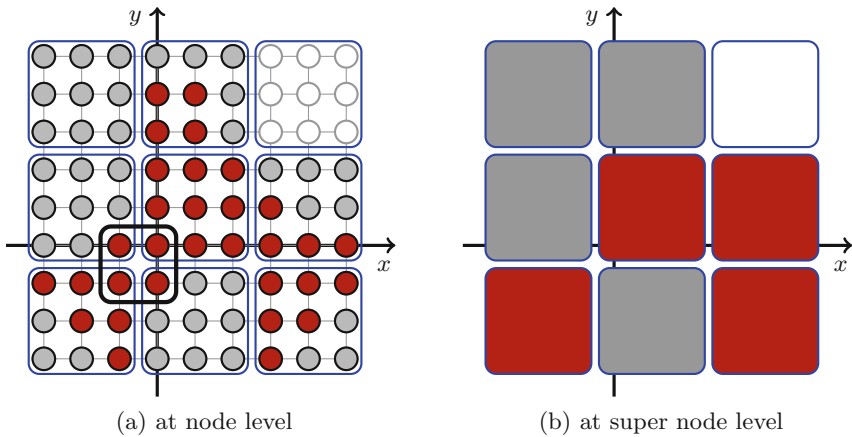 y
x
(a) at node level
y
x
(b) at super node level